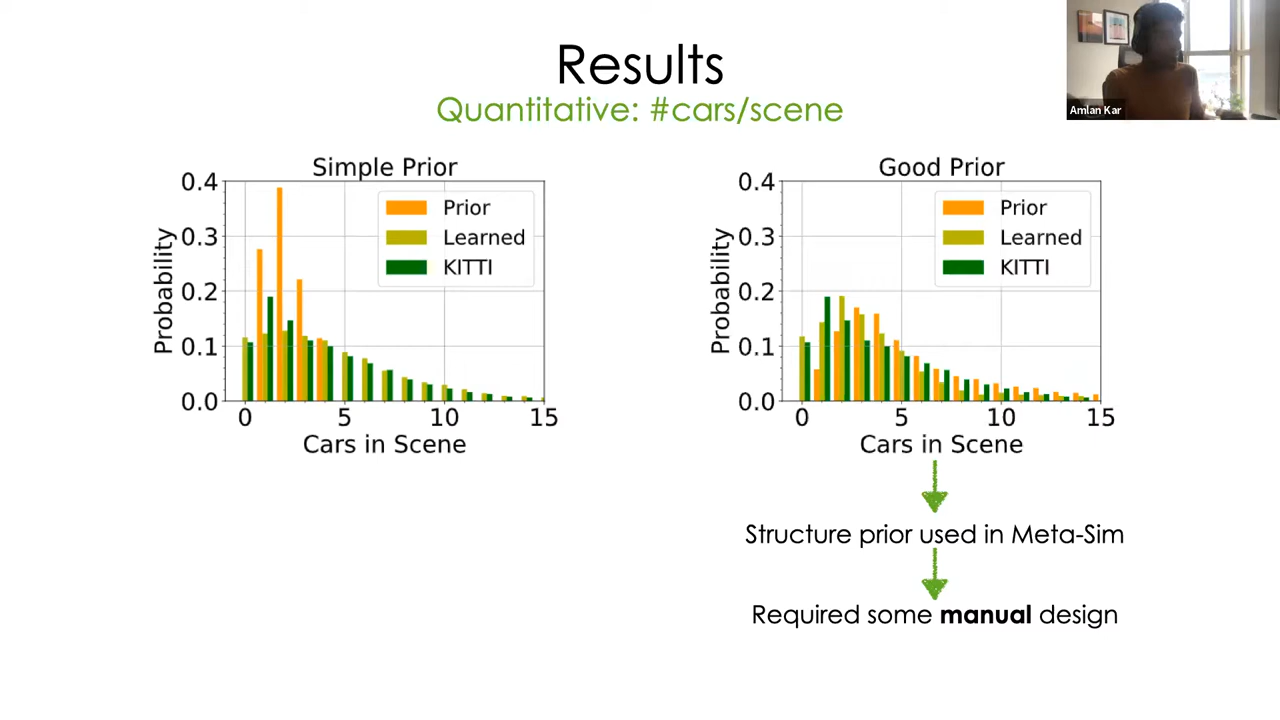 Results
Quantitative: #cars/scene
Amlan Kar
Simple Prior
0.4
0.3
0.2
0.1
0.0
Probability
Prior
Learned
KITTI
0 5 10 15
Cars in Scene
Good Prior
0.4
0.3
0.2
0.1
0.0
Probability
Prior
Learned
KITTI
0 5 10 15
Cars in Scene
Structure prior used in Meta-Sim
Required some manual design